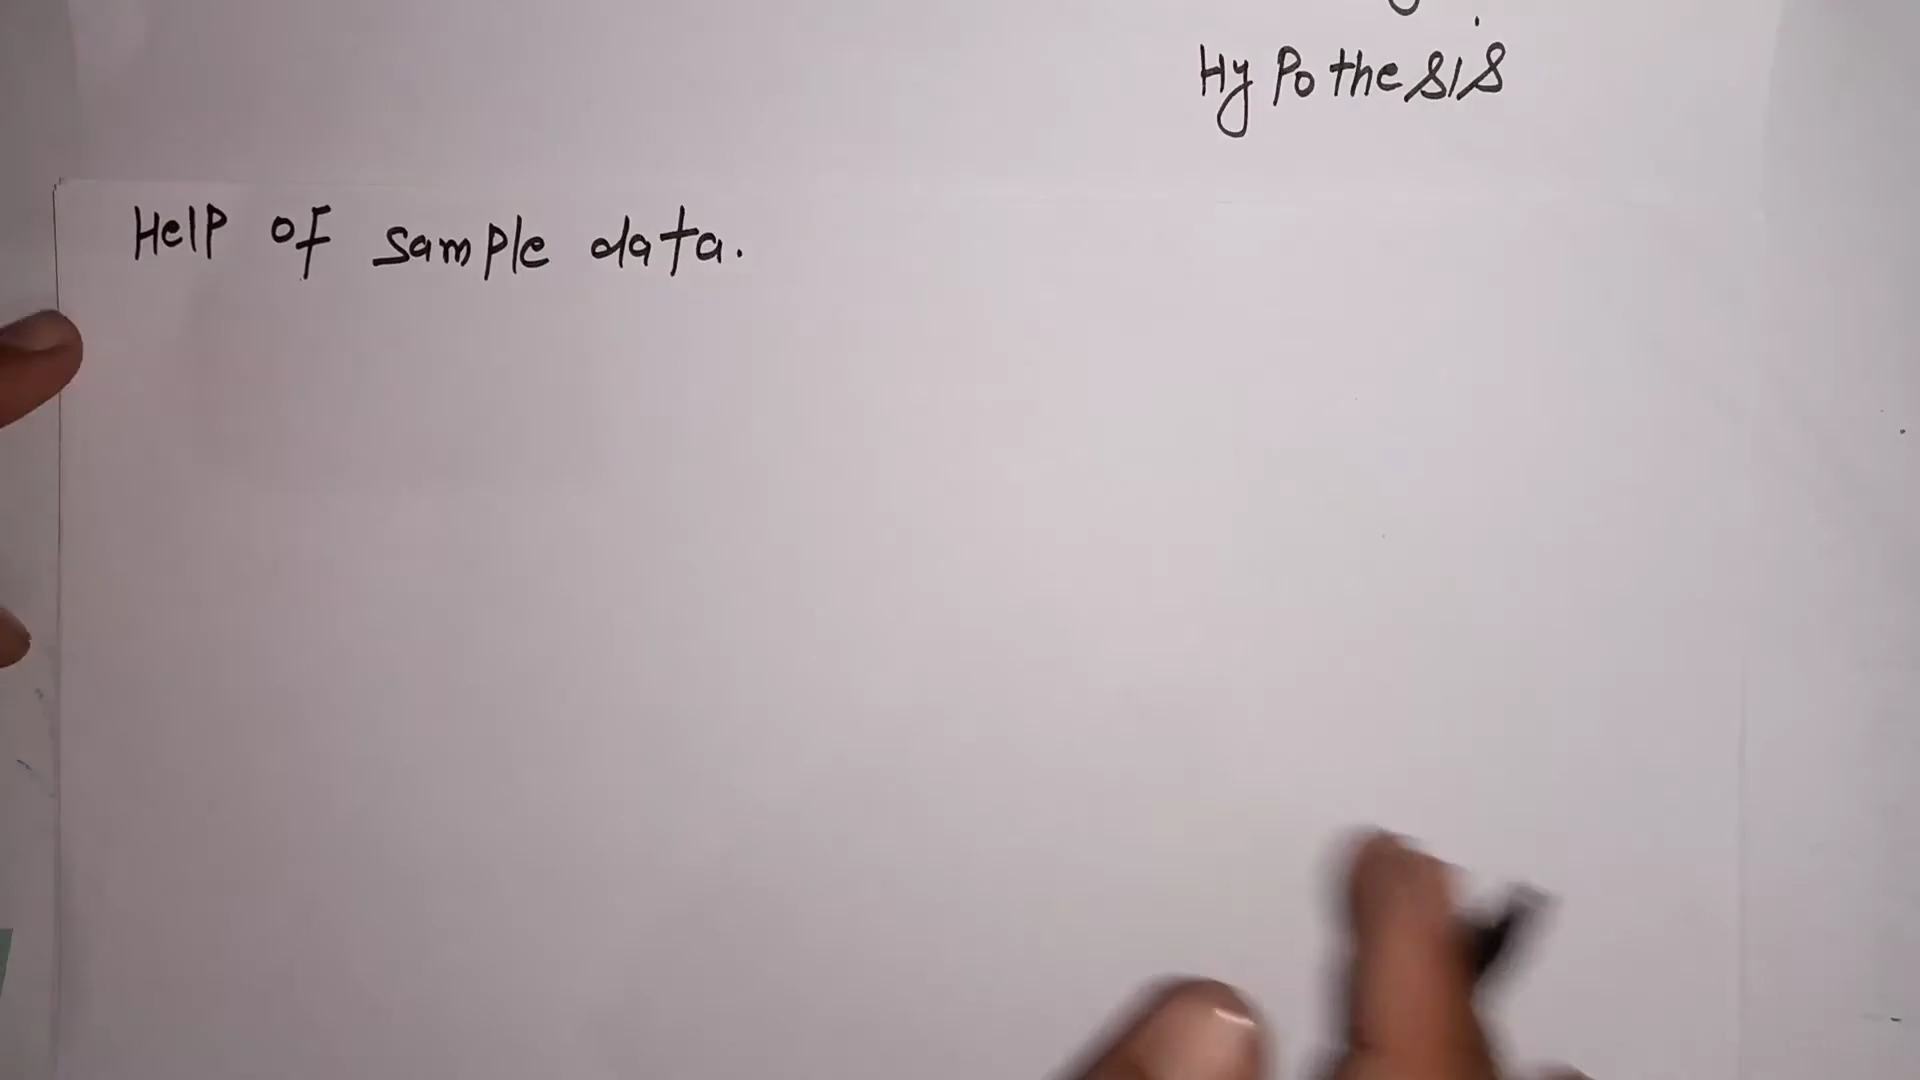 Hypothesis
Help of sample data.